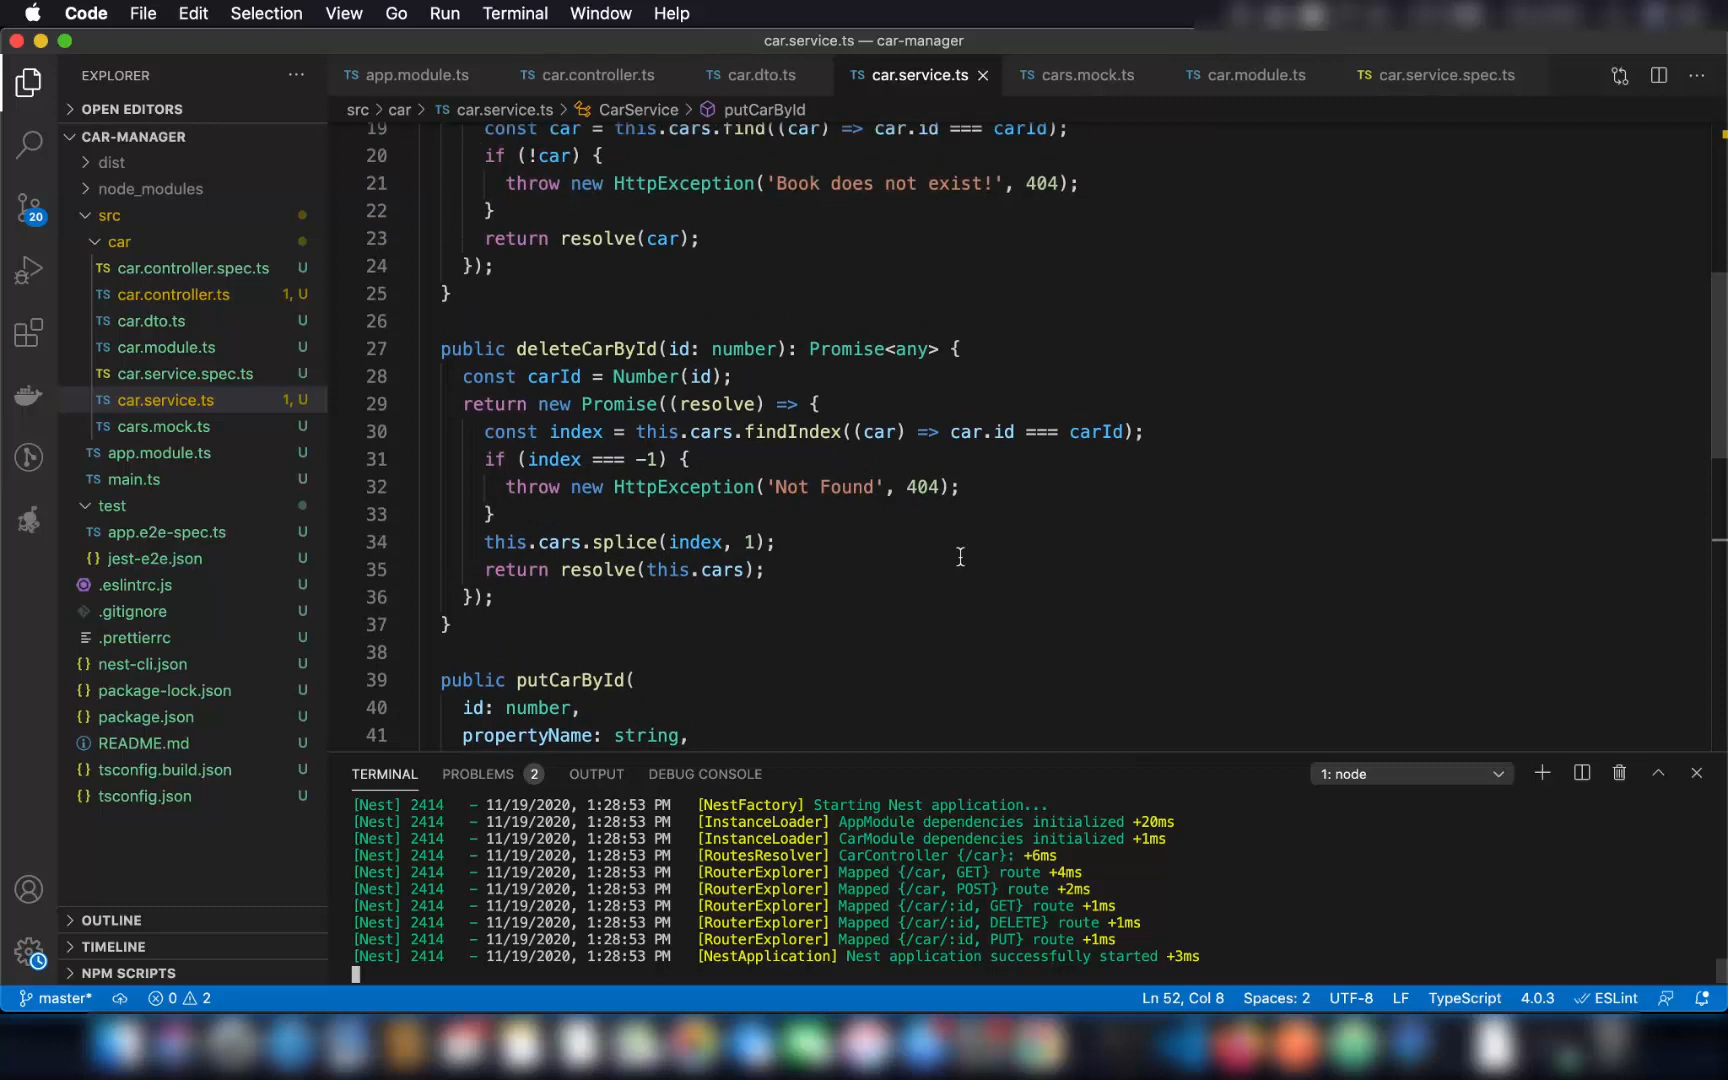 Code File Edit Selection View Go Run Terminal Window Help
car.service.ts — car-manager
EXPLORER
OPEN EDITORS
CAR-MANAGER
dist
node_modules
src
car
car.controller.spec.ts U
car.controller.ts 1, U
car.dto.ts U
car.module.ts U
car.service.spec.ts U
car.service.ts 1, U
cars.mock.ts U
app.module.ts U
main.ts U
test
app.e2e-spec.ts U
jest-e2e.json U
.eslintrc.js U
.gitignore U
.prettierrc U
nest-cli.json U
package-lock.json U
package.json U
README.md U
tsconfig.build.json U
tsconfig.json U
OUTLINE
TIMELINE
NPM SCRIPTS
20
TS app.module.ts TS car.controller.ts TS car.dto.ts TS car.service.ts TS cars.mock.ts TS car.module.ts TS car.service.spec.ts
src > car > TS car.service.ts > CarService > putCarById
19 const car = this.cars.find((car) => car.id === carId);
20 if (!car) {
21 throw new HttpException('Book does not exist!', 404);
22 }
23 return resolve(car);
24 });
25 }
26
27 public deleteCarById(id: number): Promise<any> {
28 const carId = Number(id);
29 return new Promise((resolve) => {
30 const index = this.cars.findIndex((car) => car.id === carId);
31 if (index === -1) {
32 throw new HttpException('Not Found', 404);
33 }
34 this.cars.splice(index, 1);
35 return resolve(this.cars);
36 });
37 }
38
39 public putCarById(
40 id: number,
41 propertyName: string,
TERMINAL PROBLEMS 2 OUTPUT DEBUG CONSOLE 1: node
[Nest] 2414 - 11/19/2020, 1:28:53 PM [NestFactory] Starting Nest application...
[Nest] 2414 - 11/19/2020, 1:28:53 PM [InstanceLoader] AppModule dependencies initialized +20ms
[Nest] 2414 - 11/19/2020, 1:28:53 PM [InstanceLoader] CarModule dependencies initialized +1ms
[Nest] 2414 - 11/19/2020, 1:28:53 PM [RoutesResolver] CarController {/car}: +6ms
[Nest] 2414 - 11/19/2020, 1:28:53 PM [RouterExplorer] Mapped {/car, GET} route +4ms
[Nest] 2414 - 11/19/2020, 1:28:53 PM [RouterExplorer] Mapped {/car, POST} route +2ms
[Nest] 2414 - 11/19/2020, 1:28:53 PM [RouterExplorer] Mapped {/car/:id, GET} route +1ms
[Nest] 2414 - 11/19/2020, 1:28:53 PM [RouterExplorer] Mapped {/car/:id, DELETE} route +1ms
[Nest] 2414 - 11/19/2020, 1:28:53 PM [RouterExplorer] Mapped {/car/:id, PUT} route +1ms
[Nest] 2414 - 11/19/2020, 1:28:53 PM [NestApplication] Nest application successfully started +3ms
master* 0 2 Ln 52, Col 8 Spaces: 2 UTF-8 LF TypeScript 4.0.3 ESLint